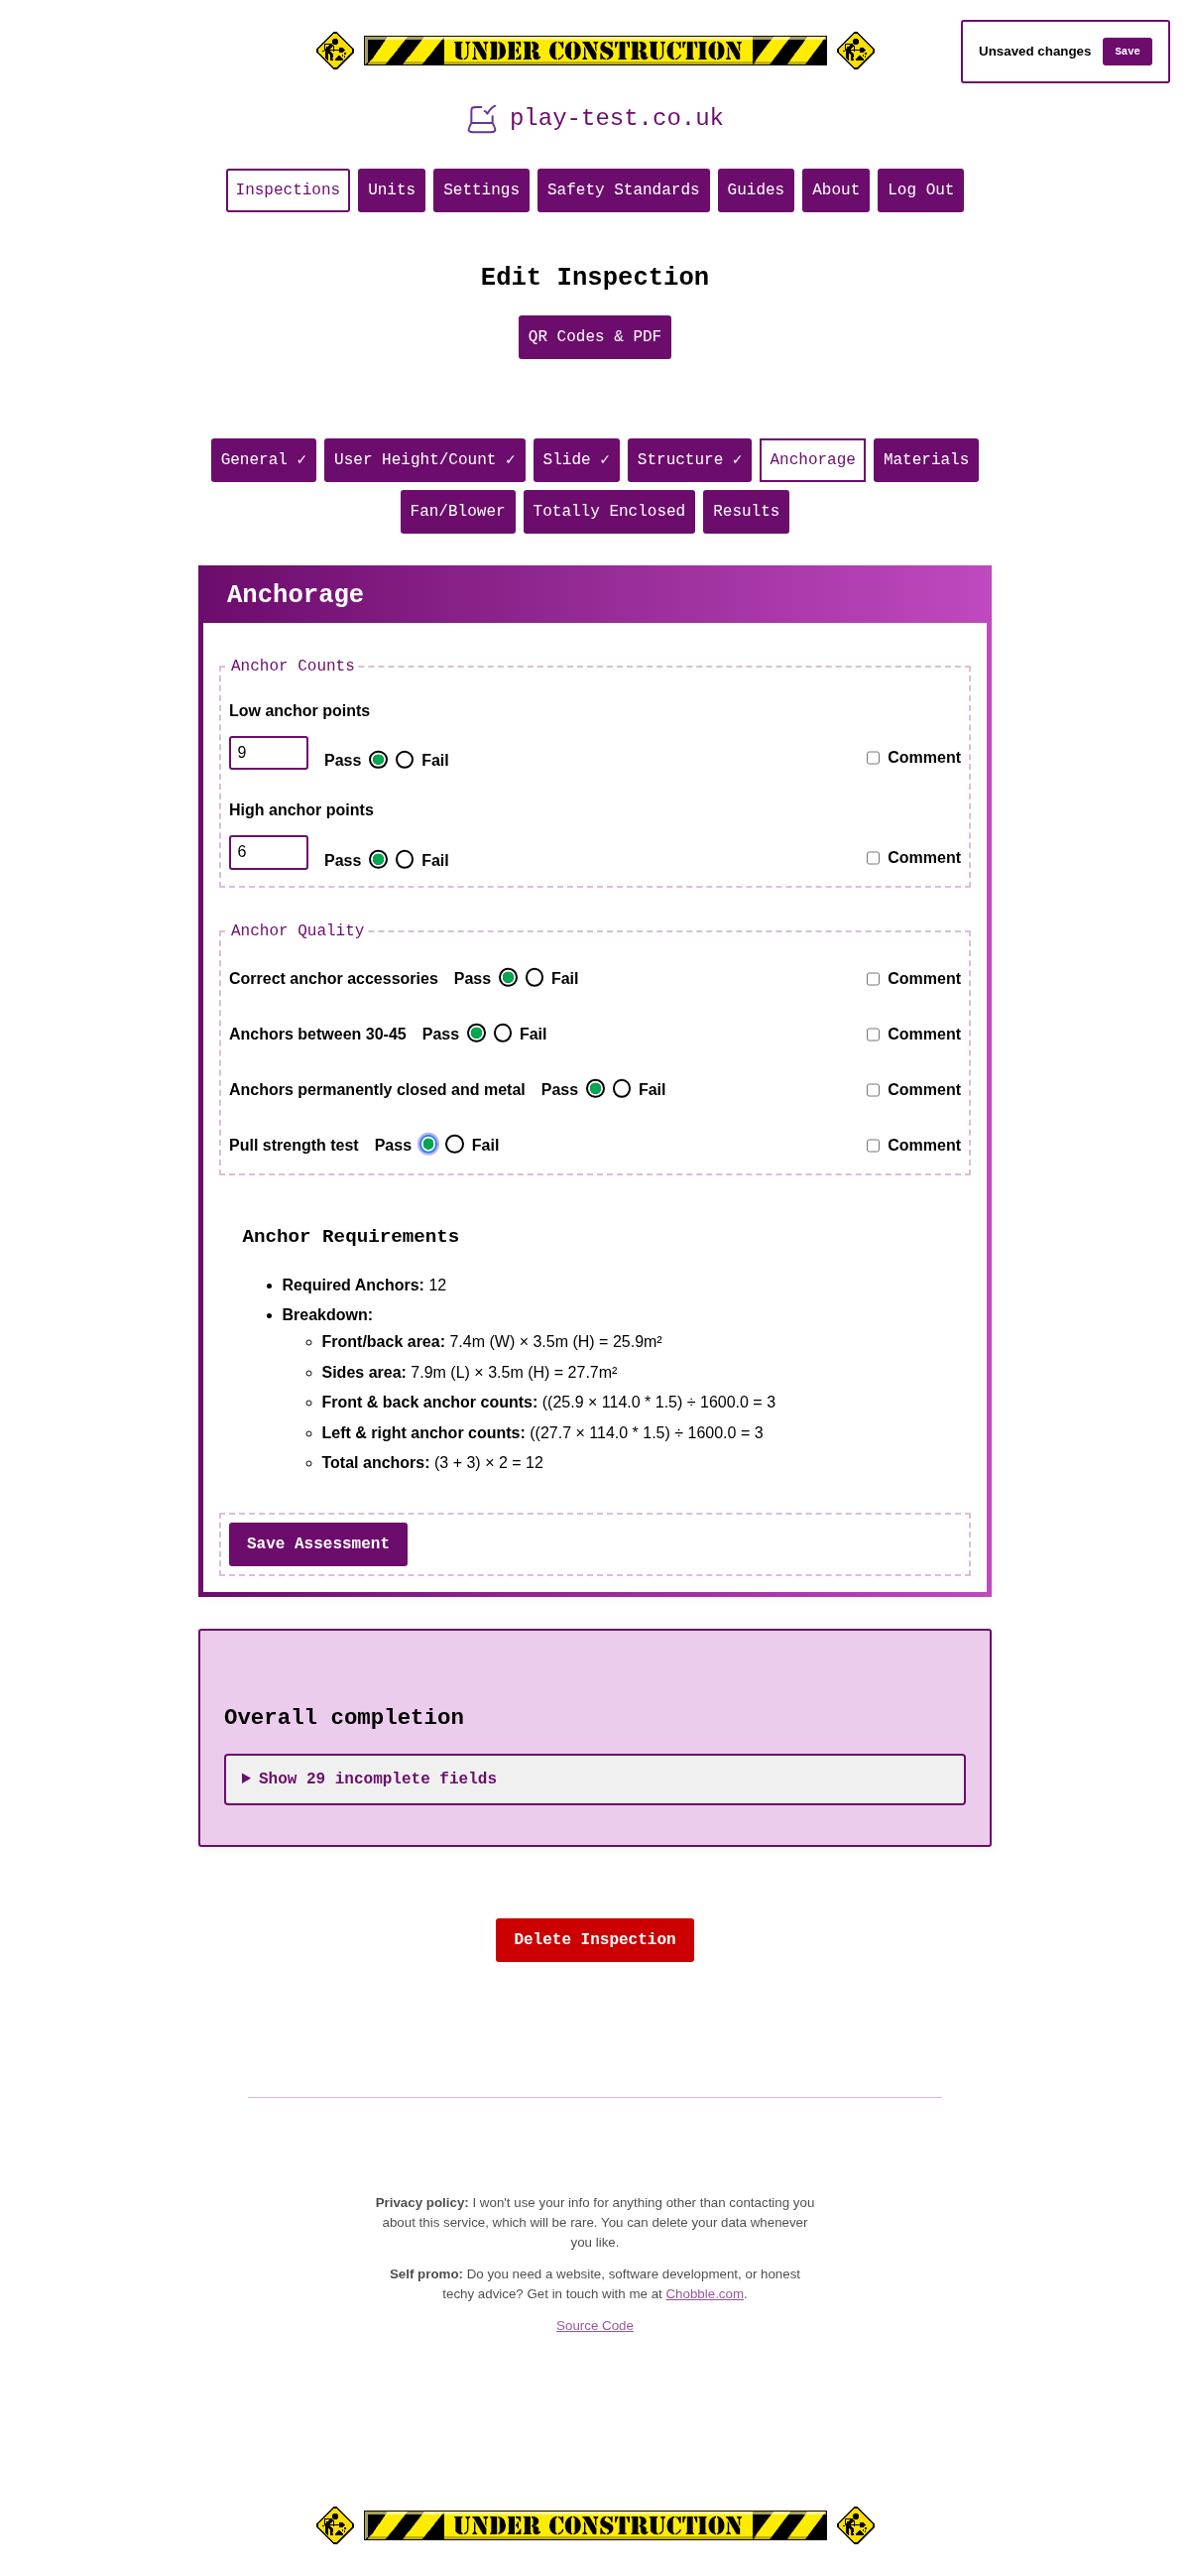 UNDER CONSTRUCTION
Unsaved changes Save
play-test.co.uk
Inspections Units Settings Safety Standards Guides About Log Out
Edit Inspection
QR Codes & PDF
General ✓ User Height/Count ✓ Slide ✓ Structure ✓ Anchorage Materials
Fan/Blower Totally Enclosed Results
Anchorage
Anchor Counts
Low anchor points
9 Pass Fail Comment
High anchor points
6 Pass Fail Comment
Anchor Quality
Correct anchor accessories Pass Fail Comment
Anchors between 30-45 Pass Fail Comment
Anchors permanently closed and metal Pass Fail Comment
Pull strength test Pass Fail Comment
Anchor Requirements
Required Anchors: 12
Breakdown:
Front/back area: 7.4m (W) × 3.5m (H) = 25.9m²
Sides area: 7.9m (L) × 3.5m (H) = 27.7m²
Front & back anchor counts: ((25.9 × 114.0 * 1.5) ÷ 1600.0 = 3
Left & right anchor counts: ((27.7 × 114.0 * 1.5) ÷ 1600.0 = 3
Total anchors: (3 + 3) × 2 = 12
Save Assessment
Overall completion
Show 29 incomplete fields
Delete Inspection
Privacy policy: I won't use your info for anything other than contacting you
about this service, which will be rare. You can delete your data whenever
you like.
Self promo: Do you need a website, software development, or honest
techy advice? Get in touch with me at Chobble.com.
Source Code
UNDER CONSTRUCTION